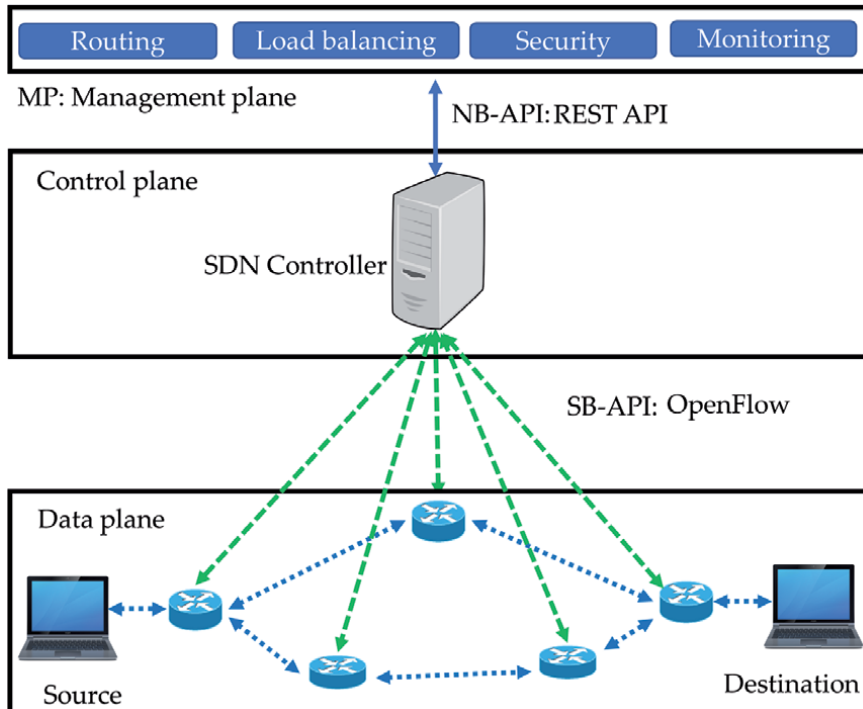 Routing
Load balancing
Security
Monitoring
MP: Management plane
NB-API: REST API
Control plane
SDN Controller
SB-API: OpenFlow
Data plane
Source
Destination